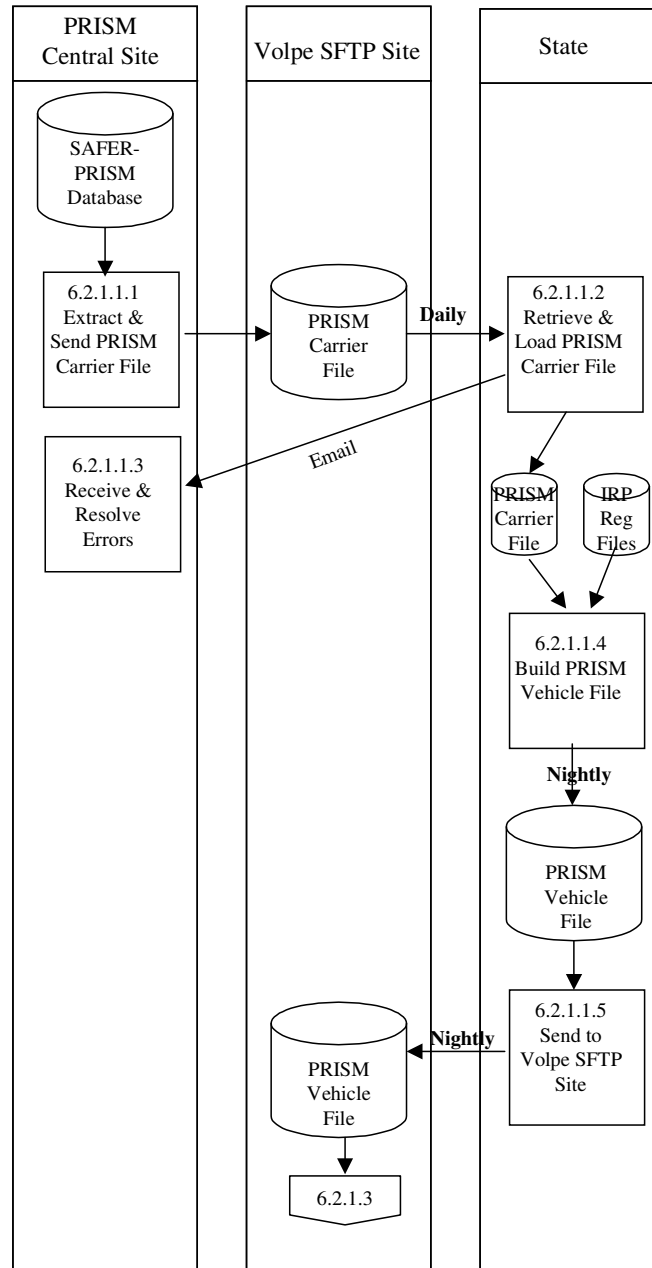 PRISM
Central Site
Volpe SFTP Site
State
SAFER-
PRISM
Database
6.2.1.1.1
Extract &
Send PRISM
Carrier File
PRISM
Carrier
File
Daily
6.2.1.1.2
Retrieve &
Load PRISM
Carrier File
Email
6.2.1.1.3
Receive &
Resolve
Errors
PRISM
Carrier
File
IRP
Reg
Files
6.2.1.1.4
Build PRISM
Vehicle File
Nightly
PRISM
Vehicle
File
6.2.1.1.5
Send to
Volpe SFTP
Site
Nightly
PRISM
Vehicle
File
6.2.1.3